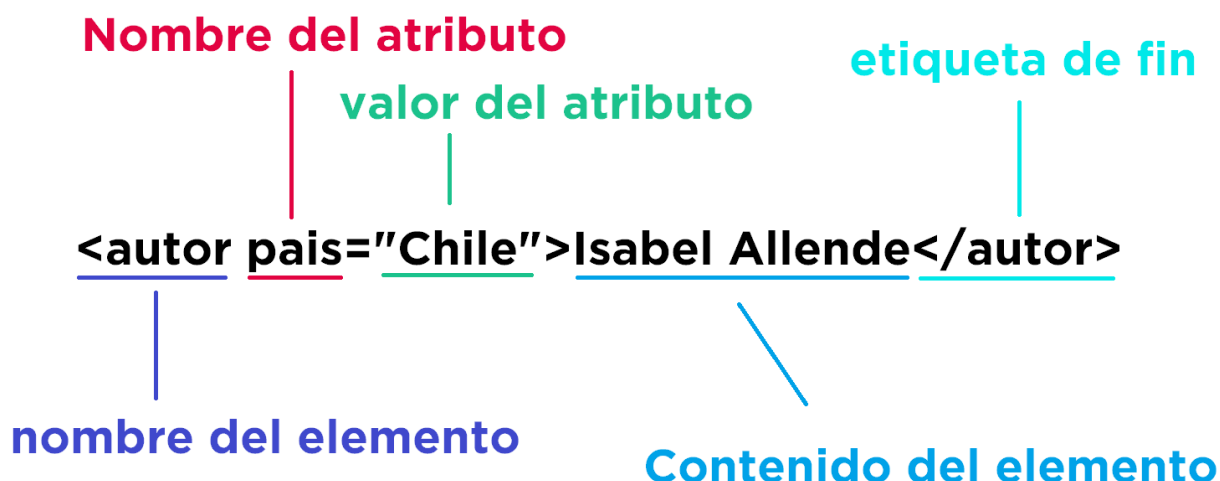 Nombre del atributo
etiqueta de fin
valor del atributo
<autor pais="Chile">Isabel Allende</autor>
nombre del elemento
Contenido del elemento